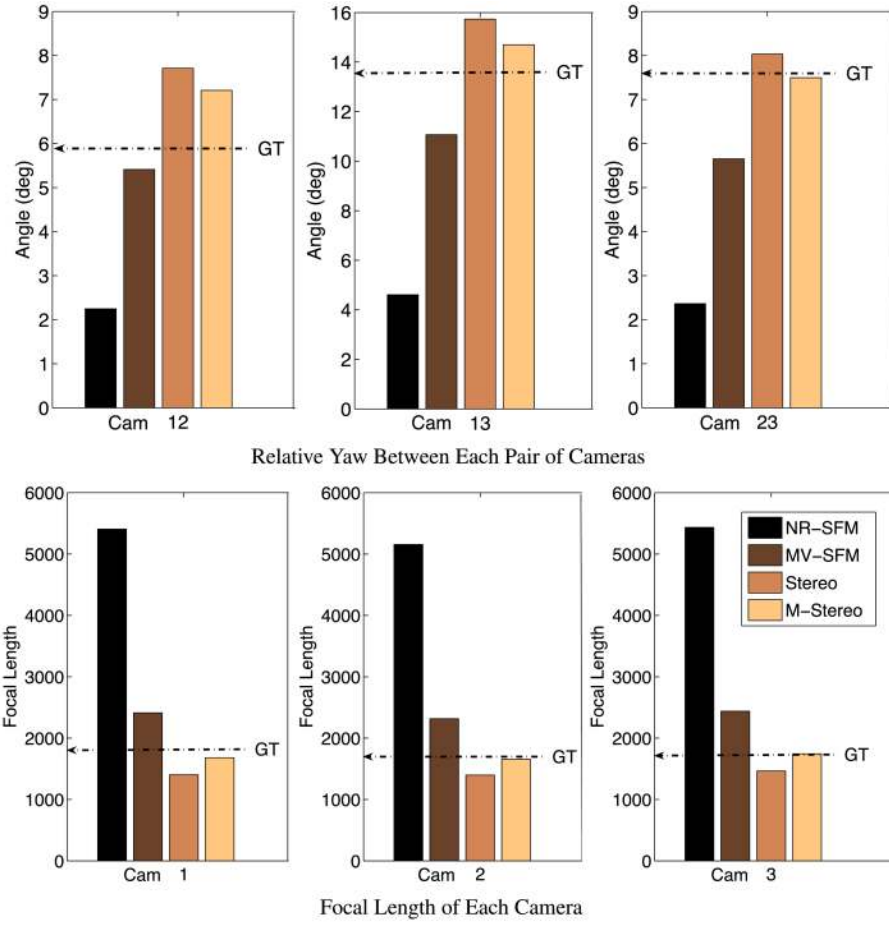 9
8
7
6
5
4
3
2
1
0
Angle (deg)
GT
Cam 12
16
14
12
10
8
6
4
2
0
Angle (deg)
GT
Cam 13
9
8
7
6
5
4
3
2
1
0
Angle (deg)
GT
Cam 23
Relative Yaw Between Each Pair of Cameras
6000
5000
4000
3000
2000
1000
0
Focal Length
GT
Cam 1
6000
5000
4000
3000
2000
1000
0
Focal Length
GT
Cam 2
6000
5000
4000
3000
2000
1000
0
Focal Length
NR-SFM
MV-SFM
Stereo
M-Stereo
GT
Cam 3
Focal Length of Each Camera